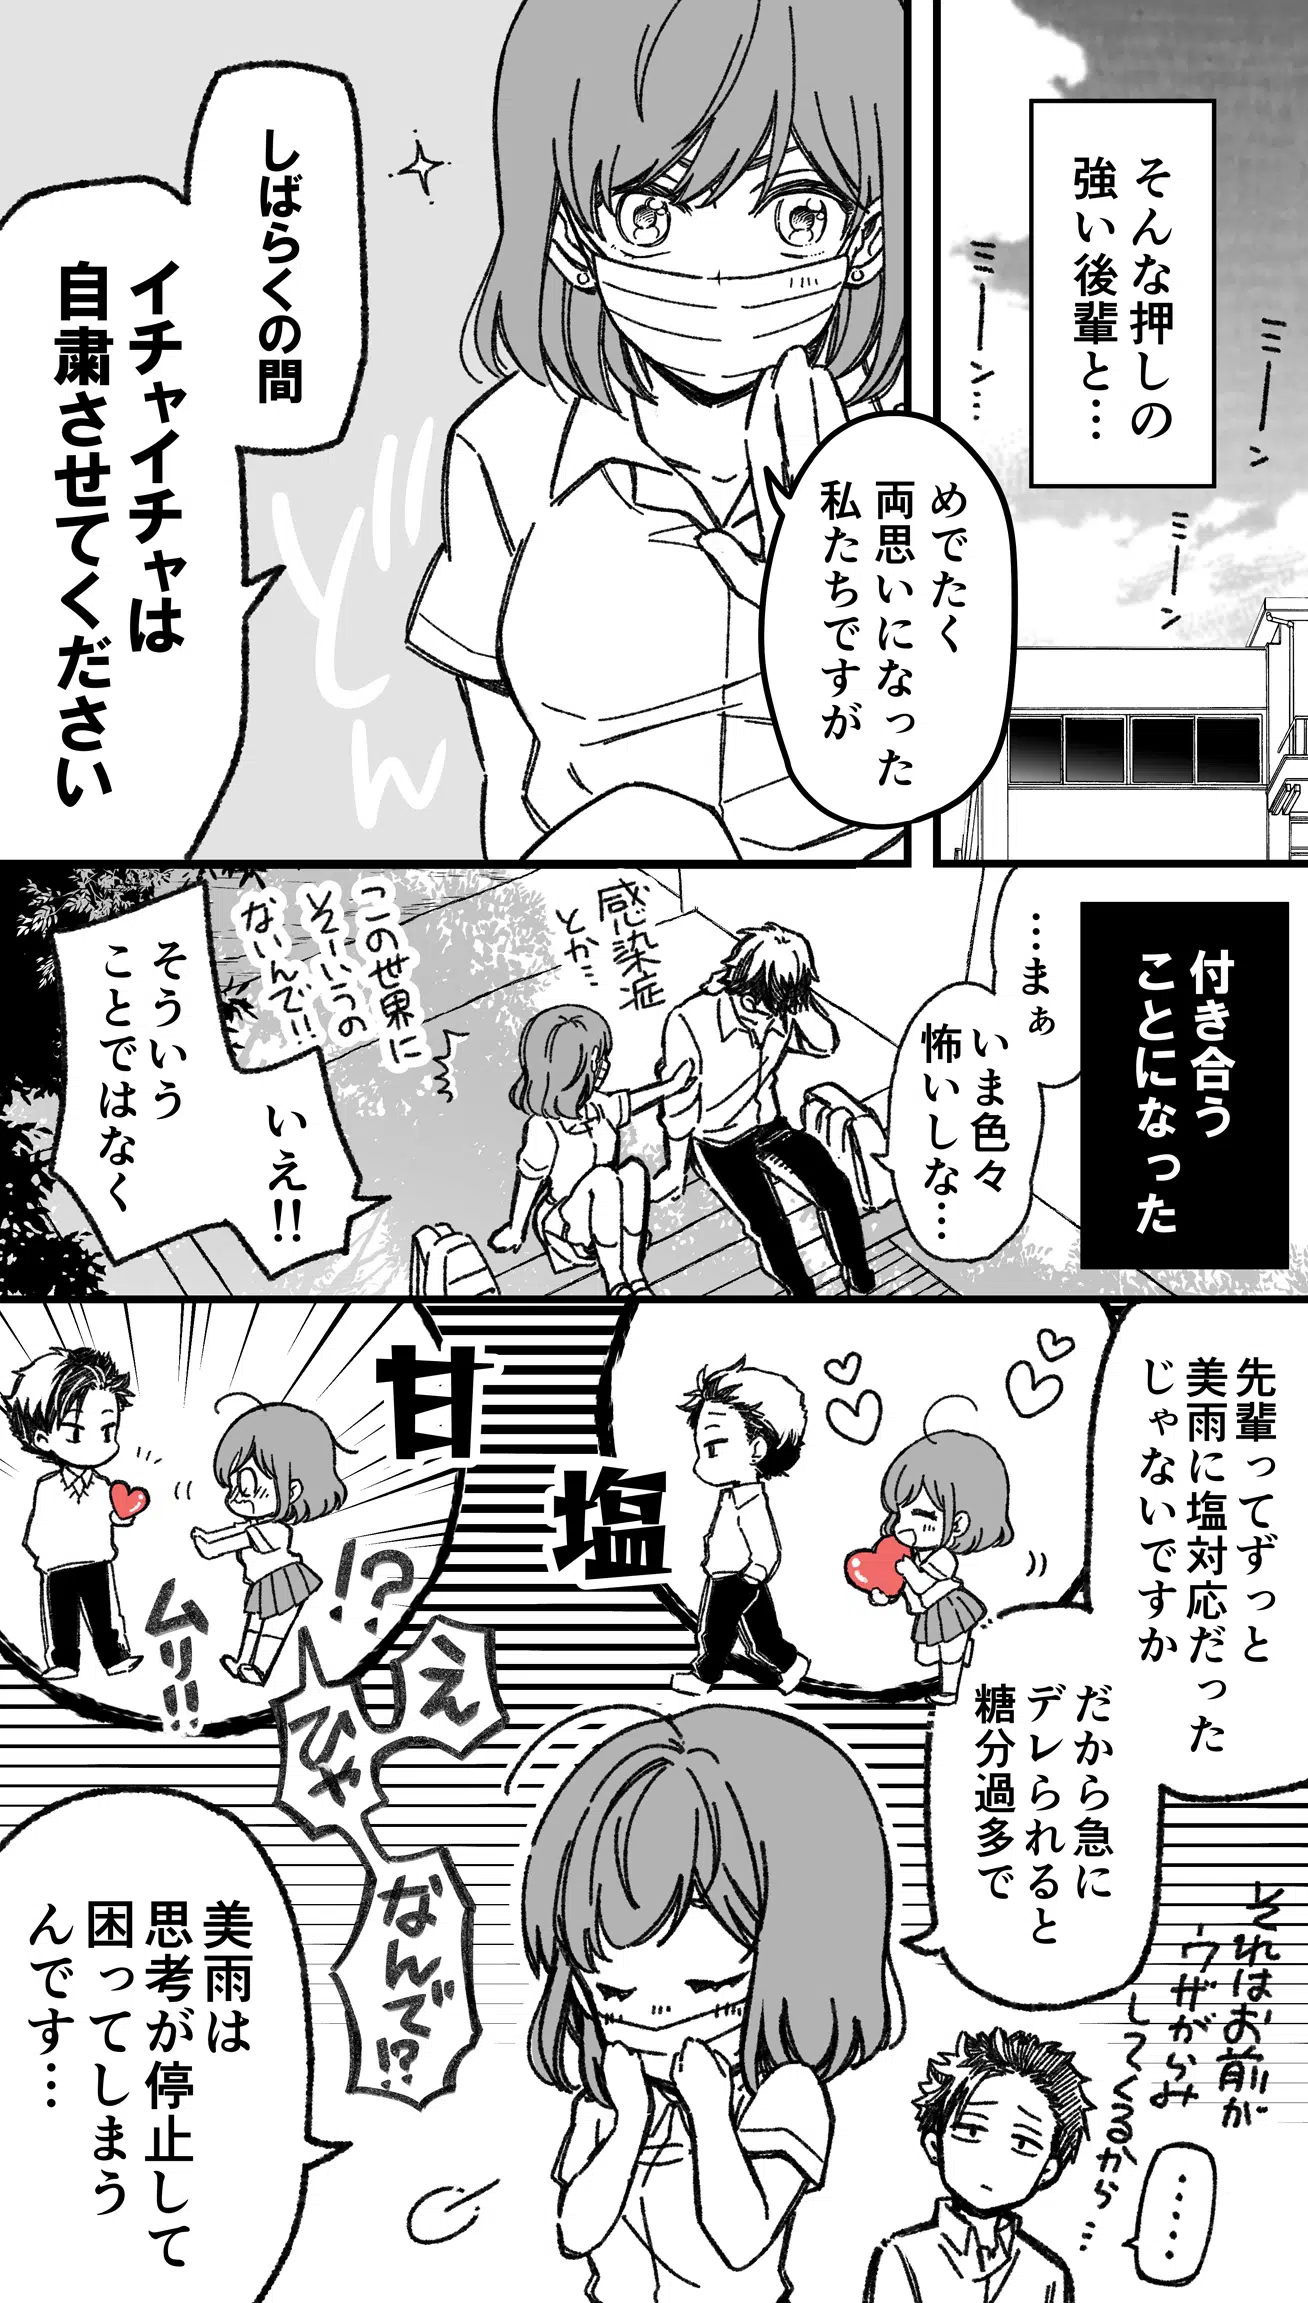 そんな押しの
強い後輩と…
ミーン
ミーン
ミーン
めでたく
両思いになった
私たちですが
しばらくの間
イチャイチャは
自粛させてください
どん
付き合う
ことになった
…まぁ
いま色々
怖いしな…
感染症
とか…
この世界に
そーいうの
ないんで!!
いえ!!
そういう
ことではなく
先輩ってずっと
美雨に塩対応だった
じゃないですか
塩
甘
だから急に
デレられると
糖分過多で
!?
ムリ!!
え
ひゃ
なんで!?
それはお前が
ウザがらみ
してくるから…
……
美雨は
思考が停止して
困ってしまう
んです…